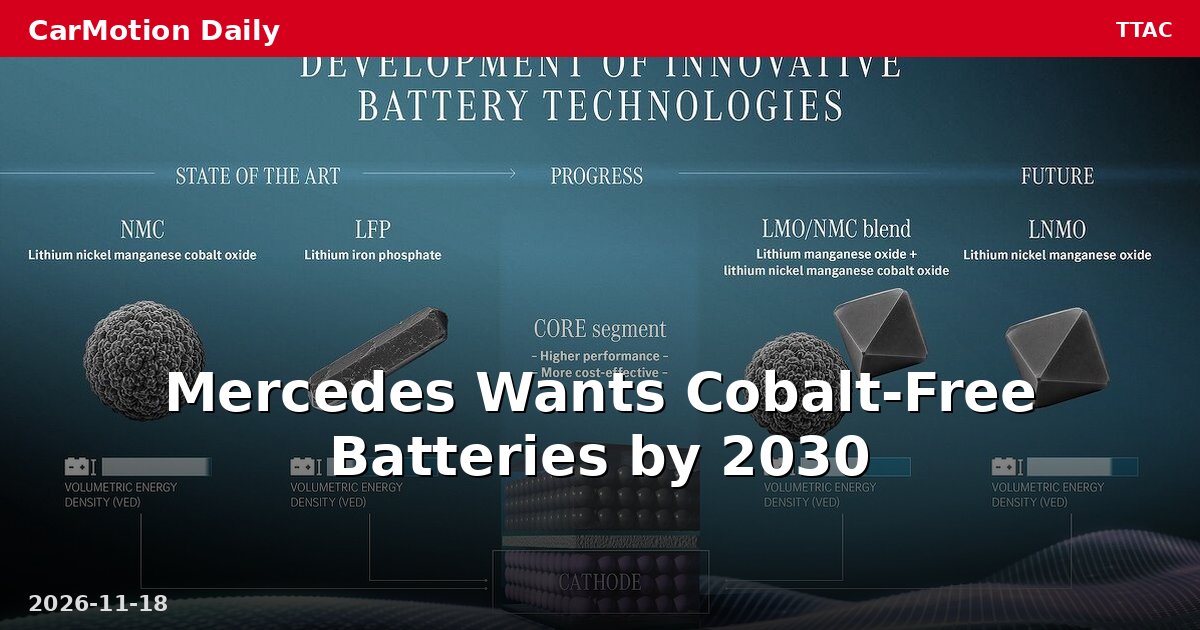 CarMotion Daily
TTAC
DEVELOPMENT OF INNOVATIVE
BATTERY TECHNOLOGIES
STATE OF THE ART
PROGRESS
FUTURE
NMC
Lithium nickel manganese cobalt oxide
LFP
Lithium iron phosphate
LMO/NMC blend
Lithium manganese oxide +
lithium nickel manganese cobalt oxide
LNMO
Lithium nickel manganese oxide
CORE segment
– Higher performance –
– More cost-effective –
Mercedes Wants Cobalt-Free
Batteries by 2030
VOLUMETRIC ENERGY
DENSITY (VED)
VOLUMETRIC ENERGY
DENSITY (VED)
VOLUMETRIC ENERGY
DENSITY (VED)
VOLUMETRIC ENERGY
DENSITY (VED)
CATHODE
2026-11-18